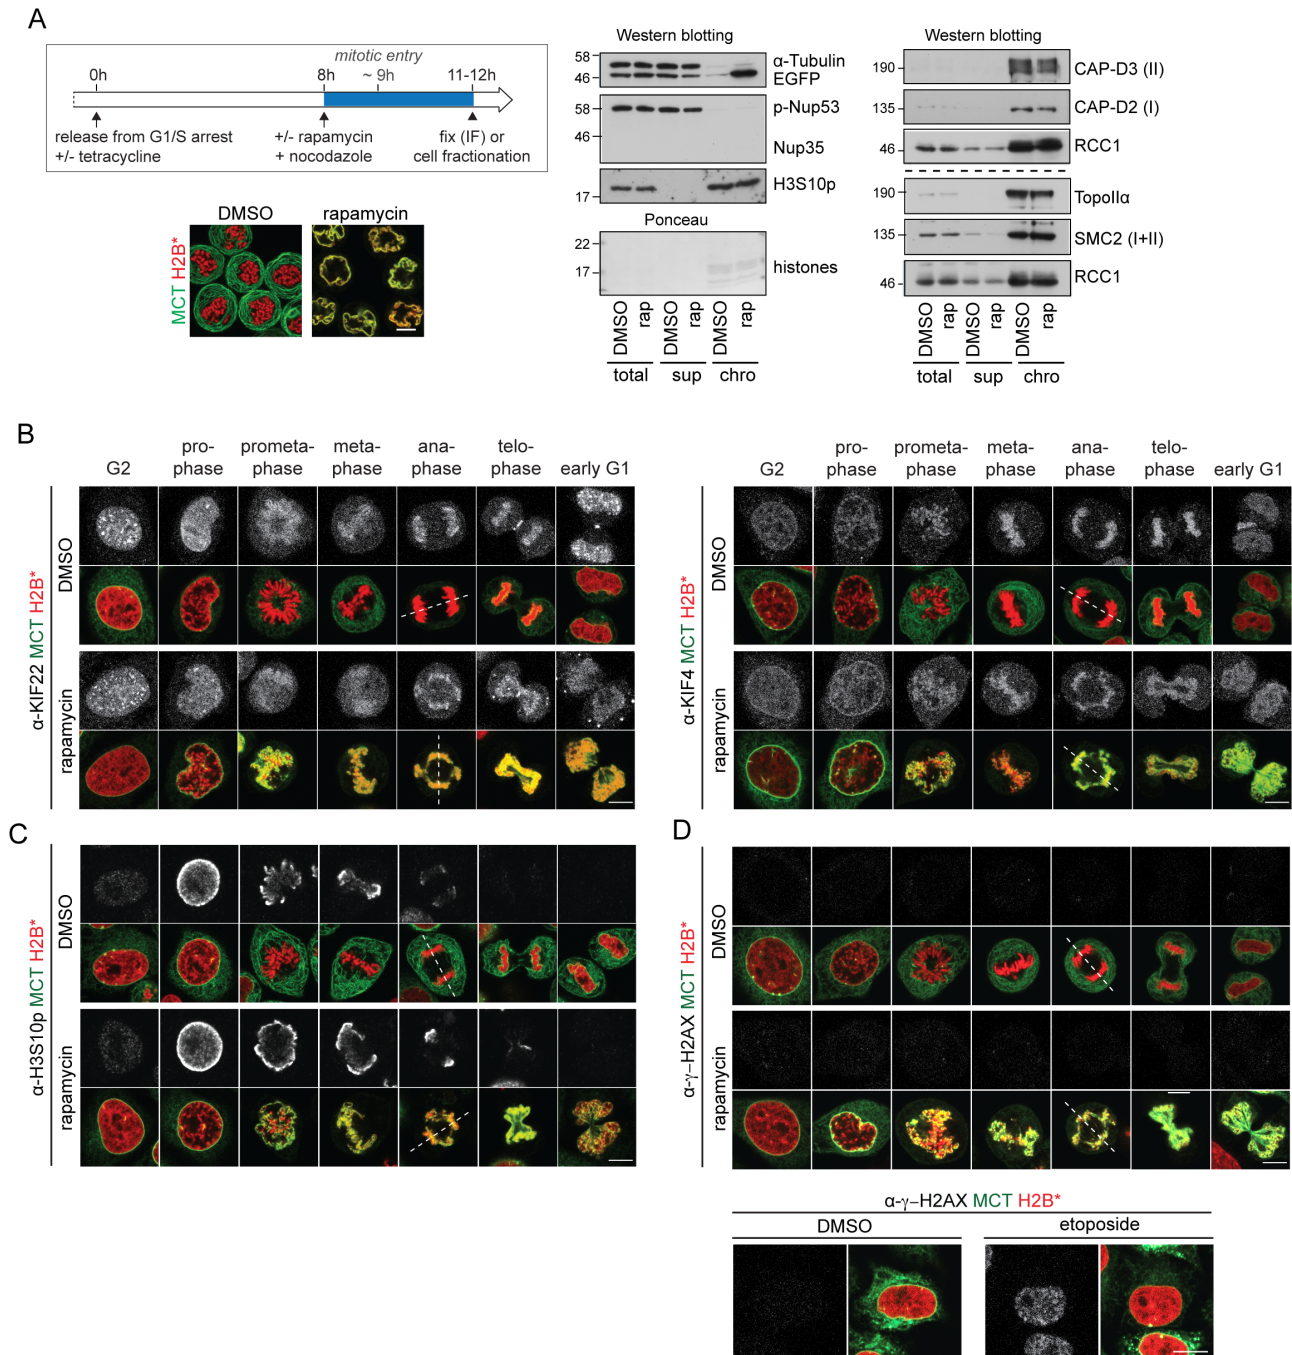 A
mitotic entry
0h
8h
~ 9h
11-12h
release from G1/S arrest
+/- tetracycline
+/- rapamycin
+ nocodazole
fix (IF) or
cell fractionation
DMSO
rapamycin
MCT H2B*
Western blotting
58
46
α-Tubulin
EGFP
58
46
p-Nup53
Nup35
17
H3S10p
Ponceau
22
17
histones
DMSO
rap
DMSO
rap
DMSO
rap
total
sup
chro
Western blotting
190
CAP-D3 (II)
135
CAP-D2 (I)
46
RCC1
190
TopoIIα
135
SMC2 (I+II)
46
RCC1
DMSO
rap
DMSO
rap
DMSO
rap
total
sup
chro
B
G2
pro-
phase
prometa-
phase
meta-
phase
ana-
phase
telo-
phase
early G1
α-KIF22 MCT H2B*
DMSO
rapamycin
G2
pro-
phase
prometa-
phase
meta-
phase
ana-
phase
telo-
phase
early G1
α-KIF4 MCT H2B*
DMSO
rapamycin
C
α-H3S10p MCT H2B*
DMSO
rapamycin
D
α-γ-H2AX MCT H2B*
DMSO
rapamycin
α-γ–H2AX MCT H2B*
DMSO
etoposide